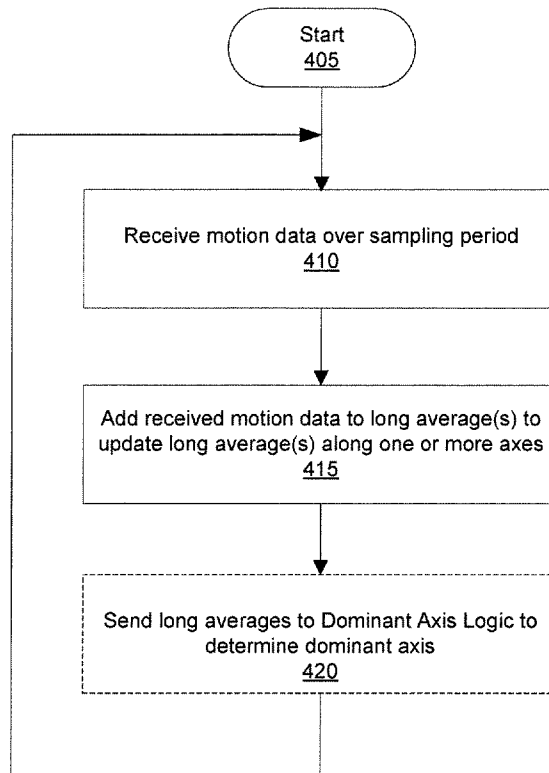 Start
405
Receive motion data over sampling period
410
Add received motion data to long average(s) to
update long average(s) along one or more axes
415
Send long averages to Dominant Axis Logic to
determine dominant axis
420